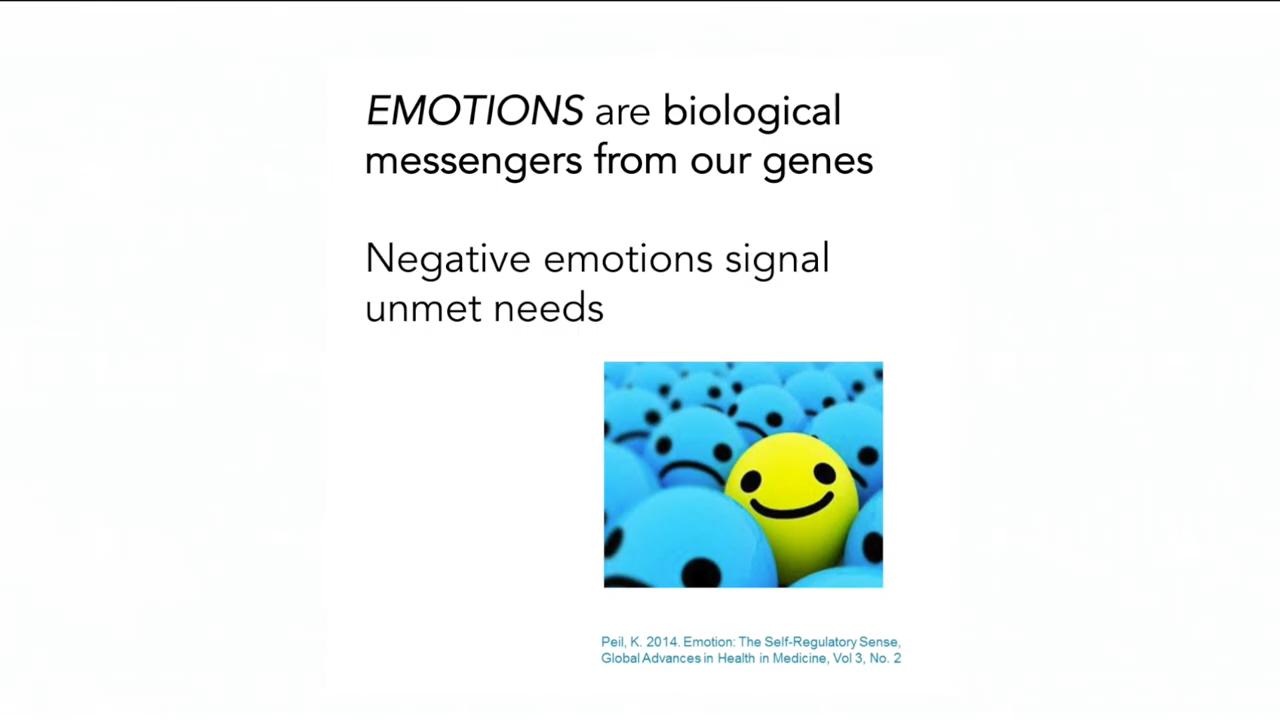 EMOTIONS are biological
messengers from our genes
Negative emotions signal
unmet needs
Peil, K. 2014. Emotion: The Self-Regulatory Sense,
Global Advances in Health in Medicine, Vol 3, No. 2